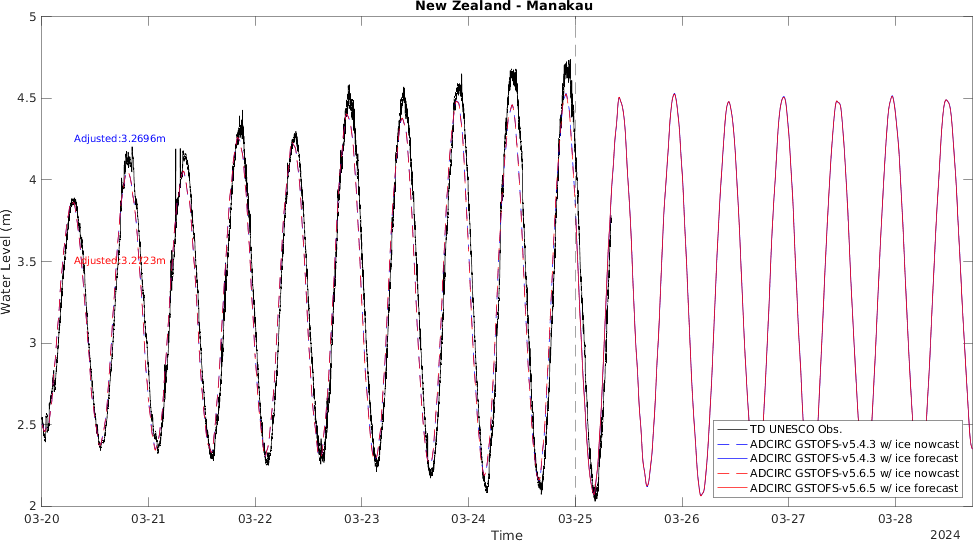 New Zealand - Manakau
5
4.5
4
3.5
3
2.5
2
Water Level (m)
Adjusted:3.2696m
Adjusted:3.2723m
TD UNESCO Obs.
ADCIRC GSTOFS-v5.4.3 w/ ice nowcast
ADCIRC GSTOFS-v5.4.3 w/ ice forecast
ADCIRC GSTOFS-v5.6.5 w/ ice nowcast
ADCIRC GSTOFS-v5.6.5 w/ ice forecast
03-20 03-21 03-22 03-23 03-24 03-25 03-26 03-27 03-28
Time
2024